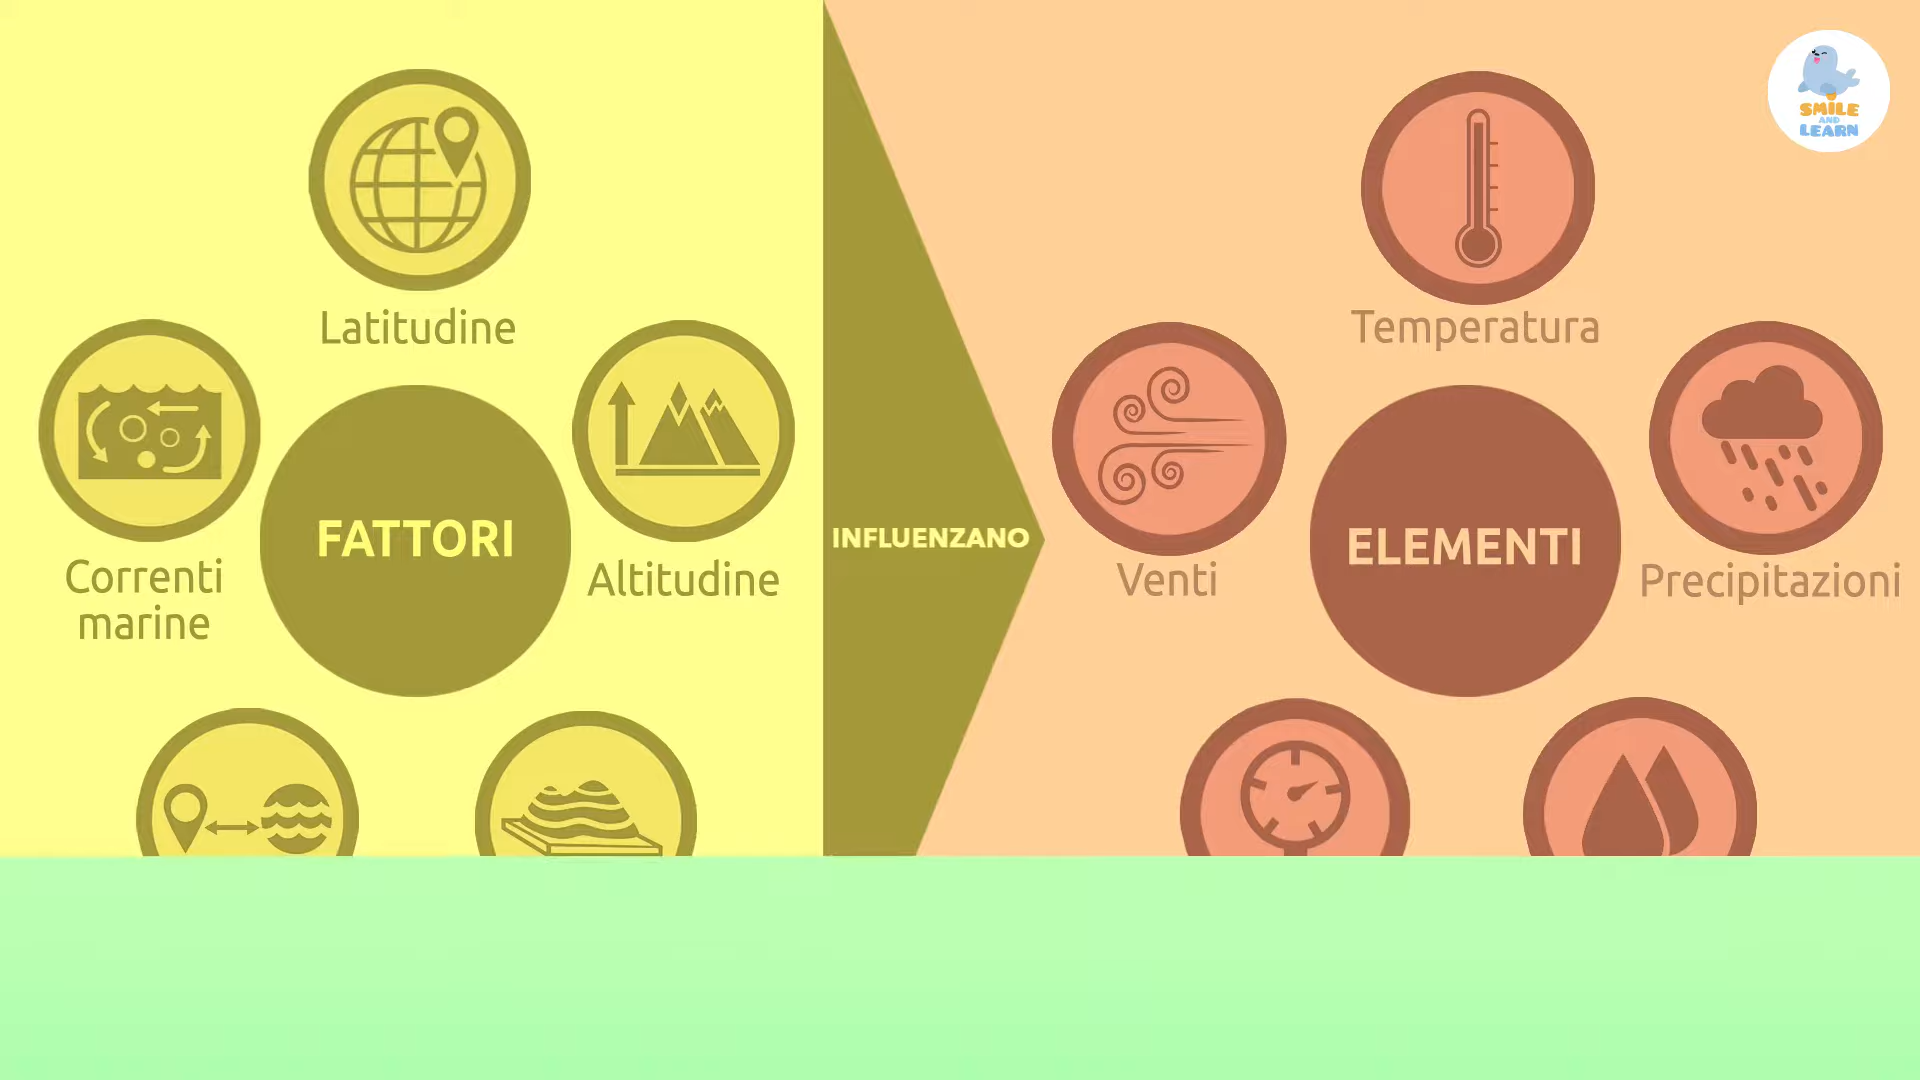 SMILE
AND
LEARN
Latitudine
Temperatura
FATTORI
INFLUENZANO
ELEMENTI
Correnti
marine
Altitudine
Venti
Precipitazioni